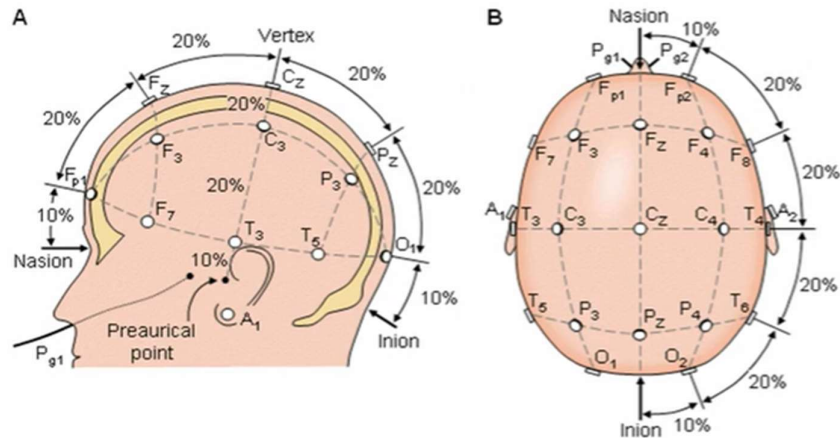 A
20%
Vertex
20%
Fz
Cz
20%
20%
20%
F3
C3
Pz
Fp1
20%
P3
20%
10%
F7
T3
T5
O1
Nasion
10%
10%
Preaurical
point
A1
Inion
Pg1
B
Nasion
10%
Pg1
Pg2
20%
Fp1
Fp2
F7
F3
Fz
F4
F8
20%
A1
T3
C3
Cz
C4
T4
A2
20%
T5
P3
Pz
P4
T6
O1
O2
20%
Inion
10%